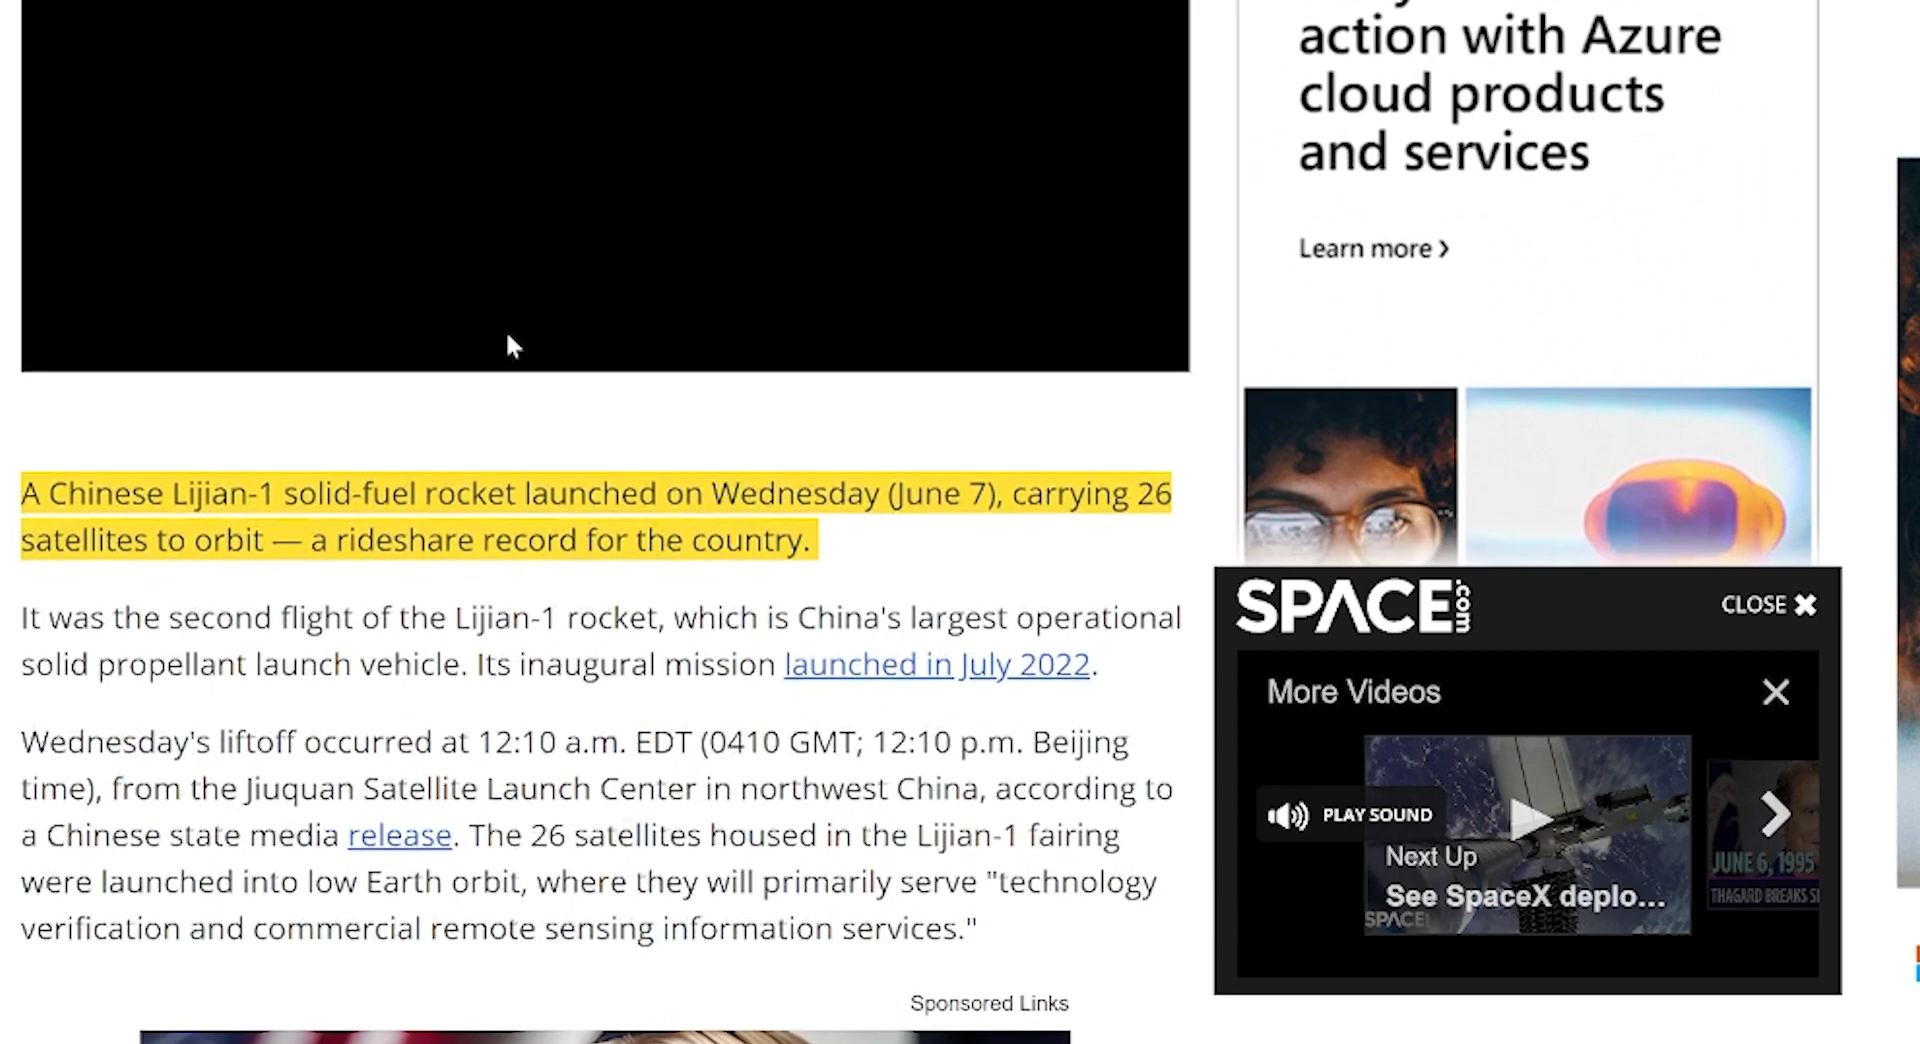 action with Azure
cloud products
and services
Learn more
A Chinese Lijian-1 solid-fuel rocket launched on Wednesday (June 7), carrying 26
satellites to orbit — a rideshare record for the country.
It was the second flight of the Lijian-1 rocket, which is China's largest operational
solid propellant launch vehicle. Its inaugural mission launched in July 2022.
Wednesday's liftoff occurred at 12:10 a.m. EDT (0410 GMT; 12:10 p.m. Beijing
time), from the Jiuquan Satellite Launch Center in northwest China, according to
a Chinese state media release. The 26 satellites housed in the Lijian-1 fairing
were launched into low Earth orbit, where they will primarily serve "technology
verification and commercial remote sensing information services."
Sponsored Links
SPACE.com
CLOSE
More Videos
PLAY SOUND
Next Up
See SpaceX deplo...
SPACE
JUNE 6, 1995
THAGARD BREAKS